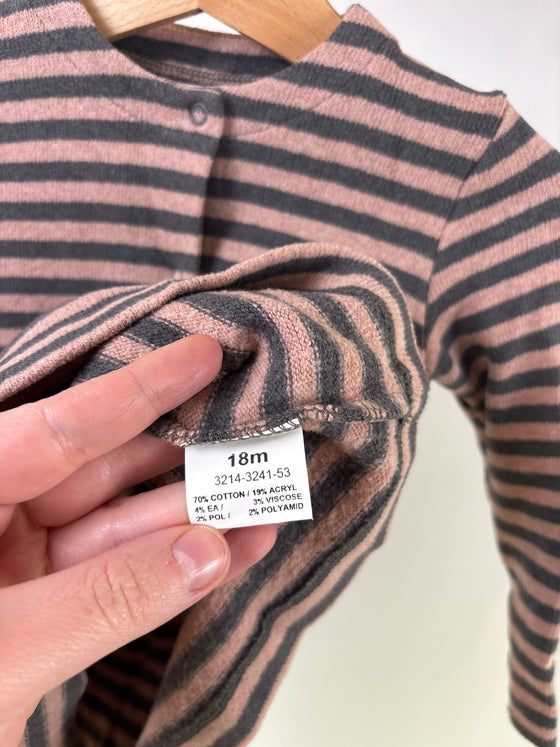 18m
3214-3241-53
70% COTTON / 19% ACRYL
4% EA / 3% VISCOSE
2% POL / 2% POLYAMID